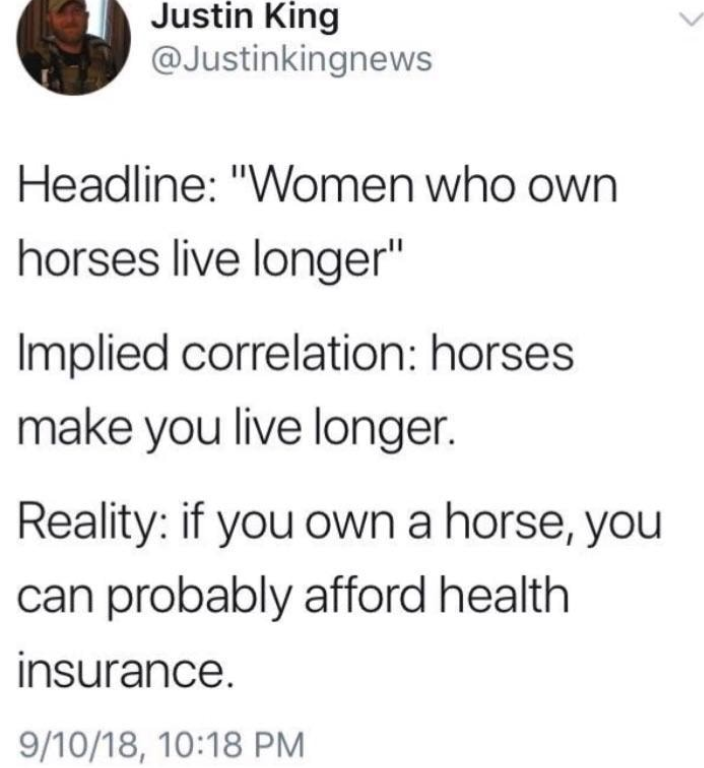 Justin King
@Justinkingnews
Headline: "Women who own
horses live longer"
Implied correlation: horses
make you live longer.
Reality: if you own a horse, you
can probably afford health
insurance.
9/10/18, 10:18 PM